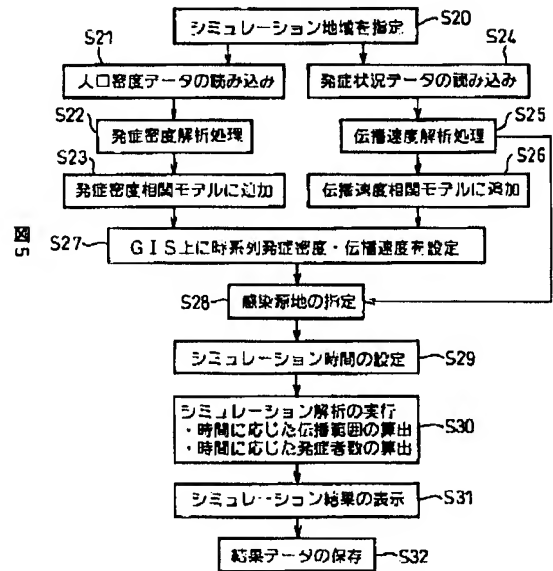 シミュレーション地域を指定
S20
S21
S24
人口密度データの読み込み
発症状況データの読み込み
S22
発症密度解析処理
S25
伝播速度解析処理
S23
発症密度相関モデルに追加
S26
伝播速度相関モデルに追加
図5
S27
GIS上に時系列発症密度・伝播速度を設定
S28
感染源地の指定
シミュレーション時間の設定
S29
シミュレーション解析の実行
・時間に応じた伝播範囲の算出
・時間に応じた発症者数の算出
S30
シミュレーション結果の表示
S31
結果データの保存
S32